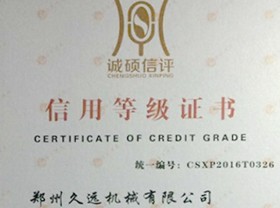 诚硕信评
CHENGSHUO XINPING
信用等级证书
CERTIFICATE OF CREDIT GRADE
统一编号：CSXP2016T0326
郑州久远机械有限公司